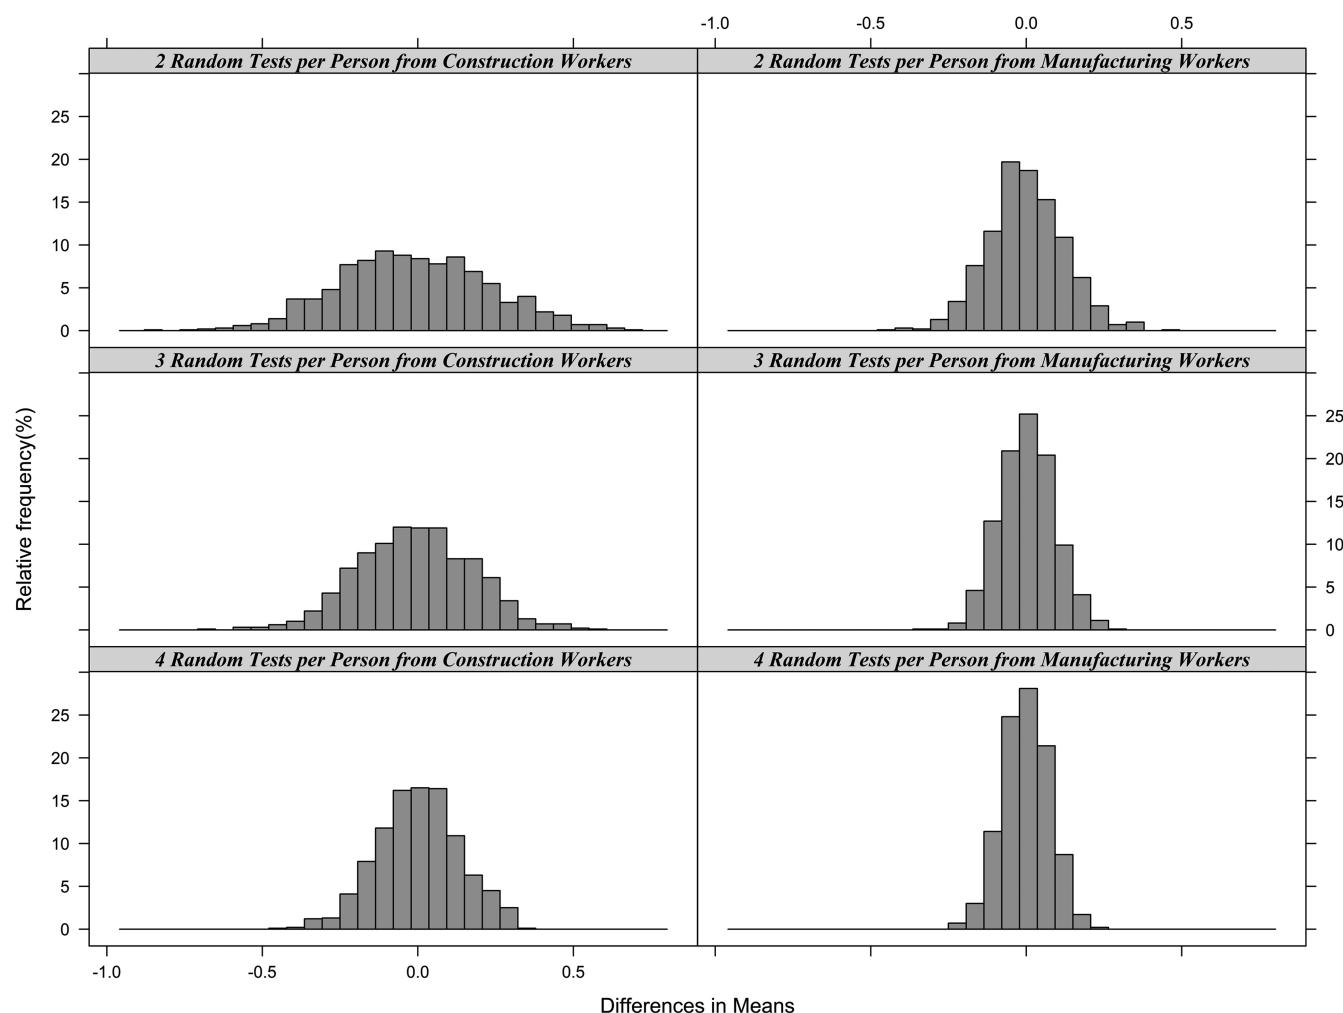 -1.0 -0.5 0.0 0.5
2 Random Tests per Person from Construction Workers
2 Random Tests per Person from Manufacturing Workers
25
20
15
10
5
0
3 Random Tests per Person from Construction Workers
3 Random Tests per Person from Manufacturing Workers
25
20
15
10
5
0
Relative frequency(%)
4 Random Tests per Person from Construction Workers
4 Random Tests per Person from Manufacturing Workers
25
20
15
10
5
0
-1.0 -0.5 0.0 0.5
Differences in Means